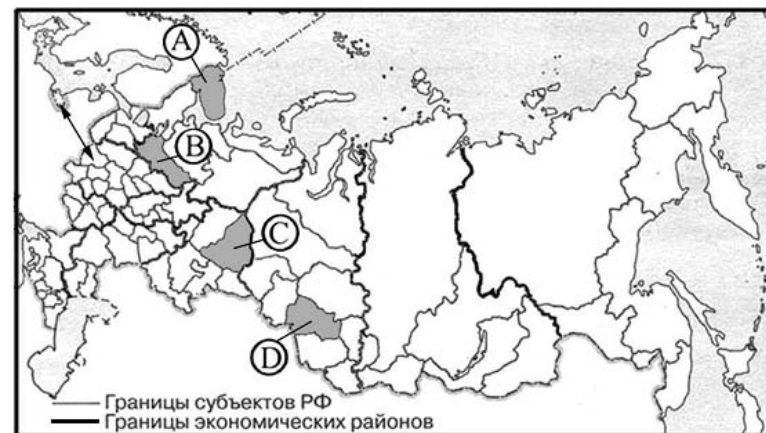 A
B
C
D
Границы субъектов РФ
Границы экономических районов